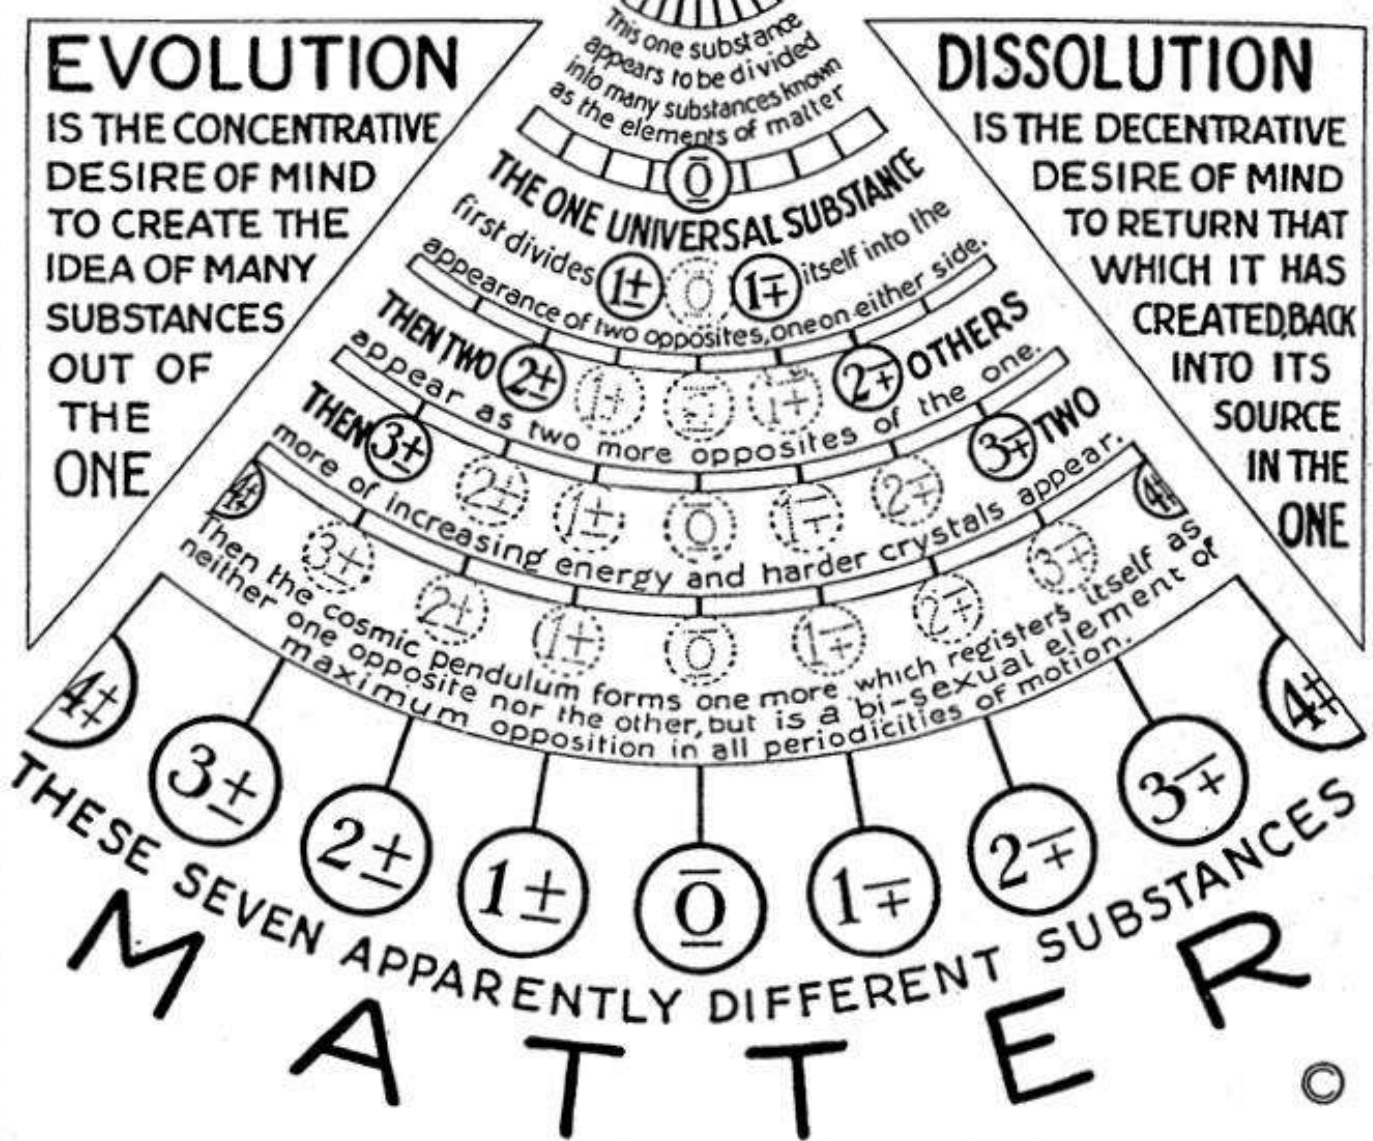 EVOLUTION
IS THE CONCENTRATIVE
DESIRE OF MIND
TO CREATE THE
IDEA OF MANY
SUBSTANCES
OUT OF
THE
ONE
This one substance
appears to be divided
into many substances known
as the elements of matter
0
THE ONE UNIVERSAL SUBSTANCE
first divides 1± 0 1∓ itself into the
appearance of two opposites, one on either side.
THEN TWO 2± 1± 0 1∓ 2∓ OTHERS
appear as two more opposites of the one.
THEN 3± 2± 1± 0 1∓ 2∓ 3∓ TWO
more of increasing energy and harder crystals appear.
4± 3± 2± 1± 0 1∓ 2∓ 3∓ 4∓
Then the cosmic pendulum forms one more which registers itself as
neither one opposite nor the other, but is a bi-sexual element of
maximum opposition in all periodicities of motion.
4± 3± 2± 1± 0 1∓ 2∓ 3∓ 4∓
THESE SEVEN APPARENTLY DIFFERENT SUBSTANCES
MATTER
DISSOLUTION
IS THE DECENTRATIVE
DESIRE OF MIND
TO RETURN THAT
WHICH IT HAS
CREATED,BACK
INTO ITS
SOURCE
IN THE
ONE
©